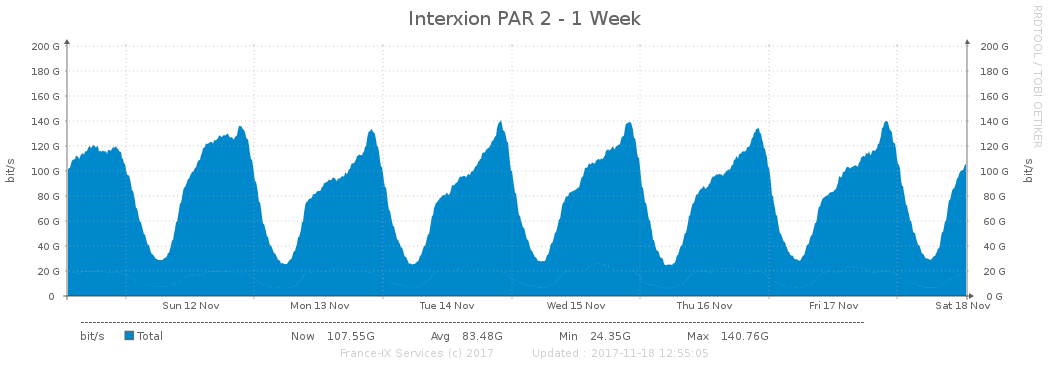 Interxion PAR 2 - 1 Week
RRDTOOL / TOBI OETIKER
200 G 200 G
180 G 180 G
160 G 160 G
140 G 140 G
120 G 120 G
100 G 100 G
80 G 80 G
60 G 60 G
40 G 40 G
20 G 20 G
0 0 G
bit/s bit/s
Sun 12 Nov Mon 13 Nov Tue 14 Nov Wed 15 Nov Thu 16 Nov Fri 17 Nov Sat 18 Nov
bit/s Total Now 107.55G Avg 83.48G Min 24.35G Max 140.76G
France-IX Services (c) 2017 Updated : 2017-11-18 12:55:05